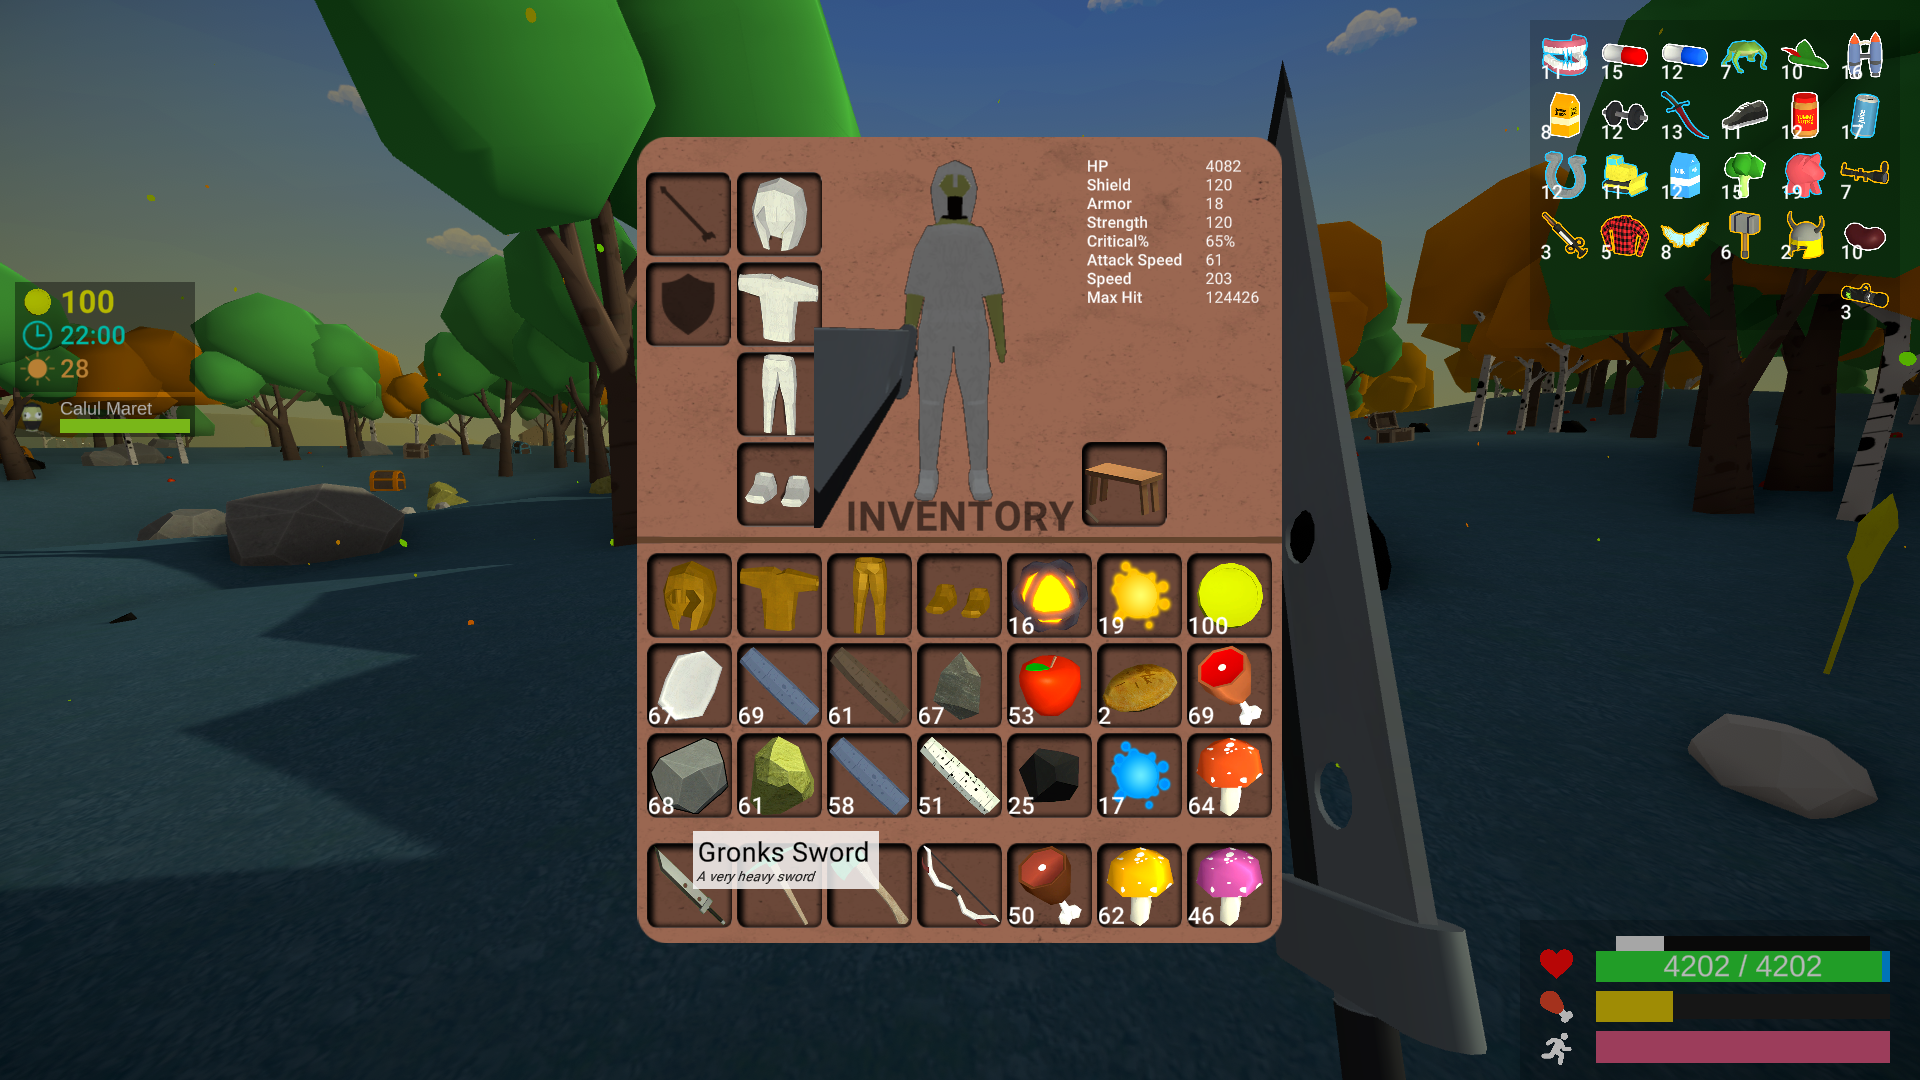 100
22:00
28
Calul Maret
HP 4082
Shield 120
Armor 18
Strength 120
Critical% 65%
Attack Speed 61
Speed 203
Max Hit 124426
INVENTORY
16 19 100
67 69 61 67 53 2 69
68 61 58 51 25 17 64
Gronks Sword
A very heavy sword
50 62 46
11 15 12 7 10 16
8 12 13 11 12 17
12 11 12 15 19 7
3 5 8 6 2 10
3
4202 / 4202